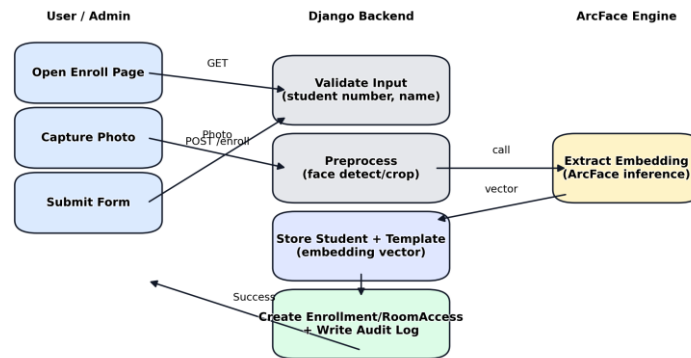 User / Admin
Django Backend
ArcFace Engine
Open Enroll Page
GET
Validate Input
(student number, name)
Capture Photo
Photo
POST /enroll
Preprocess
(face detect/crop)
call
Extract Embedding
(ArcFace inference)
Submit Form
vector
Store Student + Template
(embedding vector)
Success
Create Enrollment/RoomAccess
+ Write Audit Log